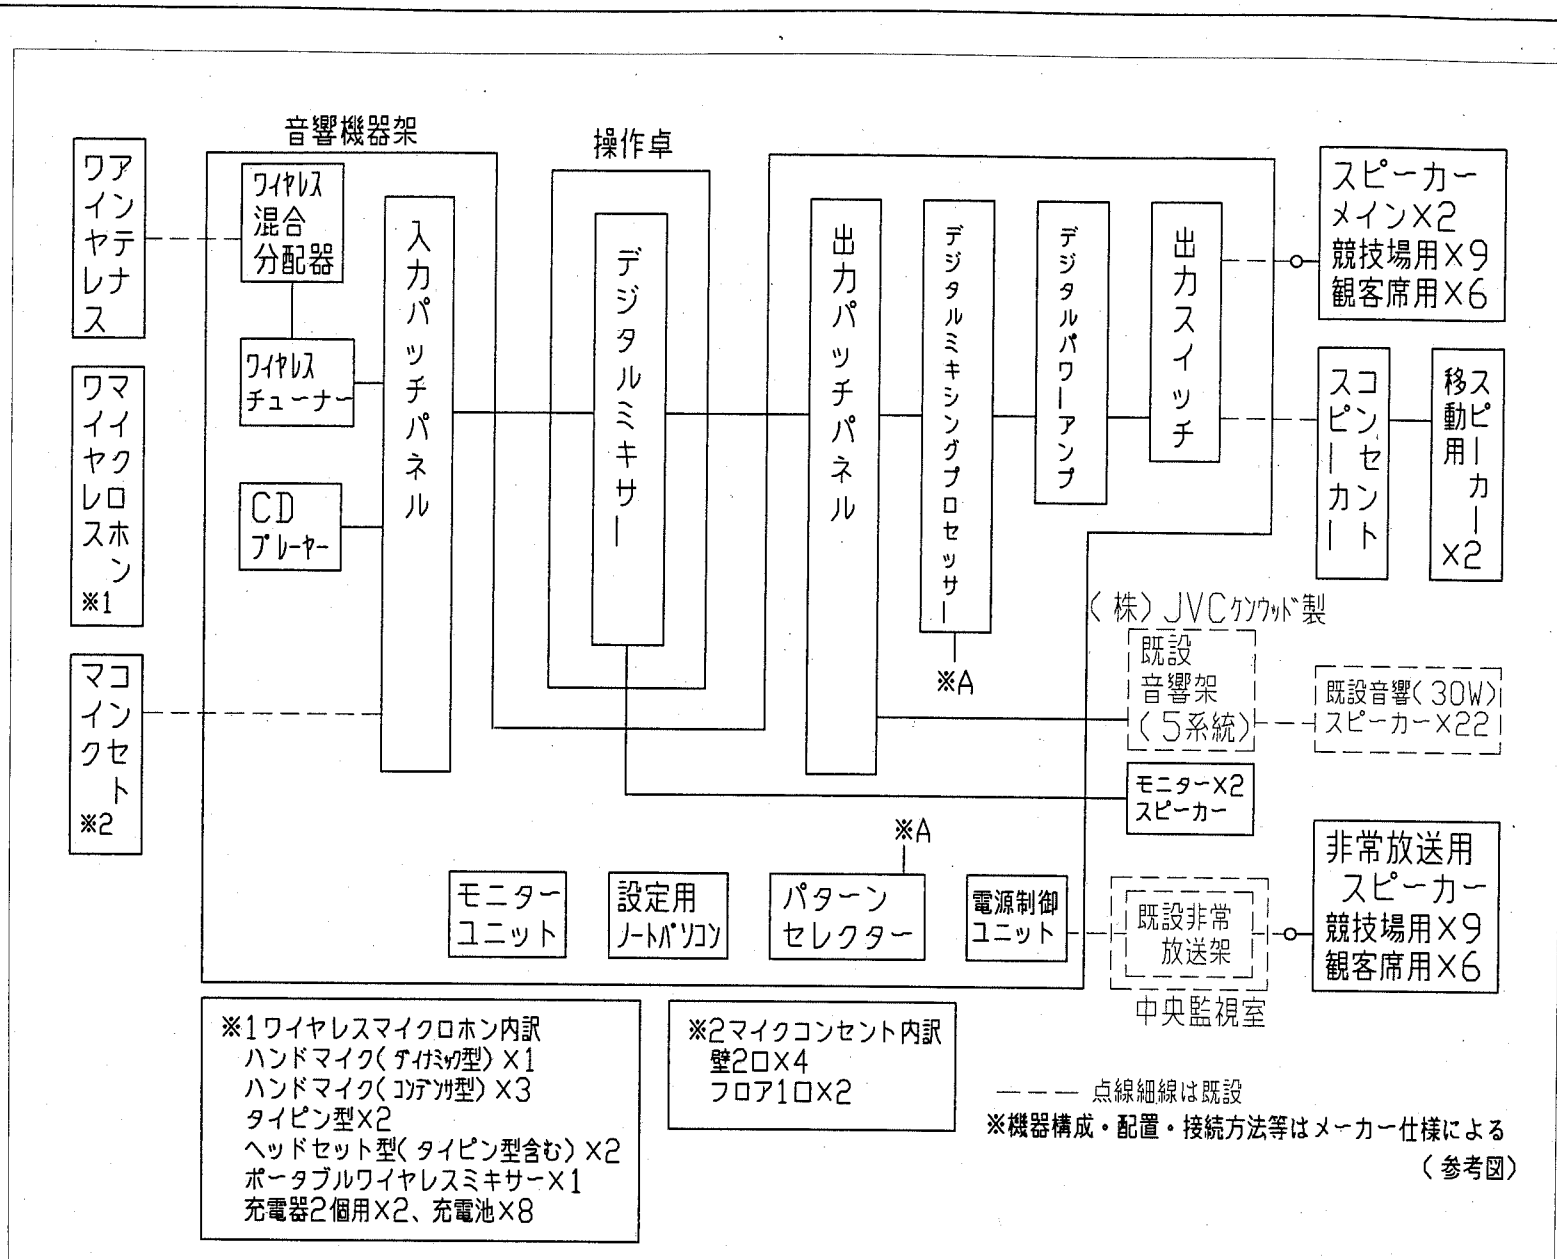 音響機器架
操作卓
ワイヤレス
アンテナ
ワイヤレス
マイクロホン
※1
マイク
コンセント
※2
ワイヤレス
混合
分配器
ワイヤレス
チューナー
CD
プレーヤー
入力パッチパネル
デジタルミキサー
出力パッチパネル
デジタルミキシングプロセッサー
※A
デジタルパワーアンプ
出力スイッチ
スピーカー
メイン×2
競技場用×9
観客席用×6
スピーカー
コンセント
移動用
スピーカー×2
(株)JVCケンウッド製
既設
音響架
(5系統)
既設音響(30W)
スピーカー×22
モニター×2
スピーカー
モニター
ユニット
設定用
ノートパソコン
※A
パターン
セレクター
電源制御
ユニット
既設非常
放送架
中央監視室
非常放送用
スピーカー
競技場用×9
観客席用×6
※1ワイヤレスマイクロホン内訳
ハンドマイク(ダイナミック型)×1
ハンドマイク(コンデンサ型)×3
タイピン型×2
ヘッドセット型(タイピン型含む)×2
ポータブルワイヤレスミキサー×1
充電器2個用×2、充電池×8
※2マイクコンセント内訳
壁2口×4
フロア1口×2
点線細線は既設
※機器構成・配置・接続方法等はメーカー仕様による
(参考図)